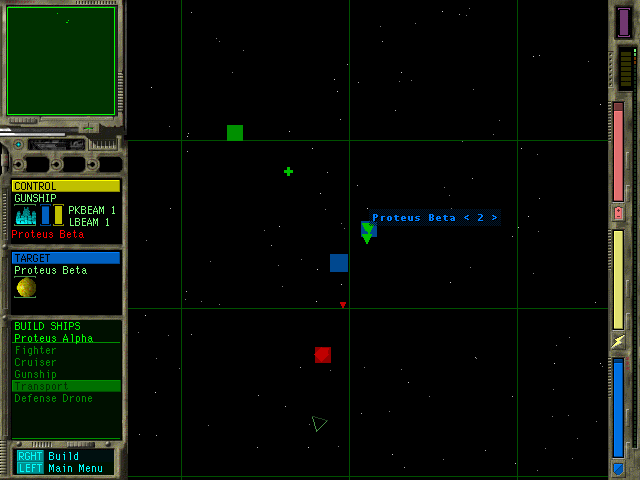 CONTROL
GUNSHIP
PKBEAM 1
LBEAM 1
Proteus Beta
TARGET
Proteus Beta
BUILD SHIPS
Proteus Alpha
Fighter
Cruiser
Gunship
Transport
Defense Drone
RGHT Build
LEFT Main Menu
Proteus Beta < 2 >